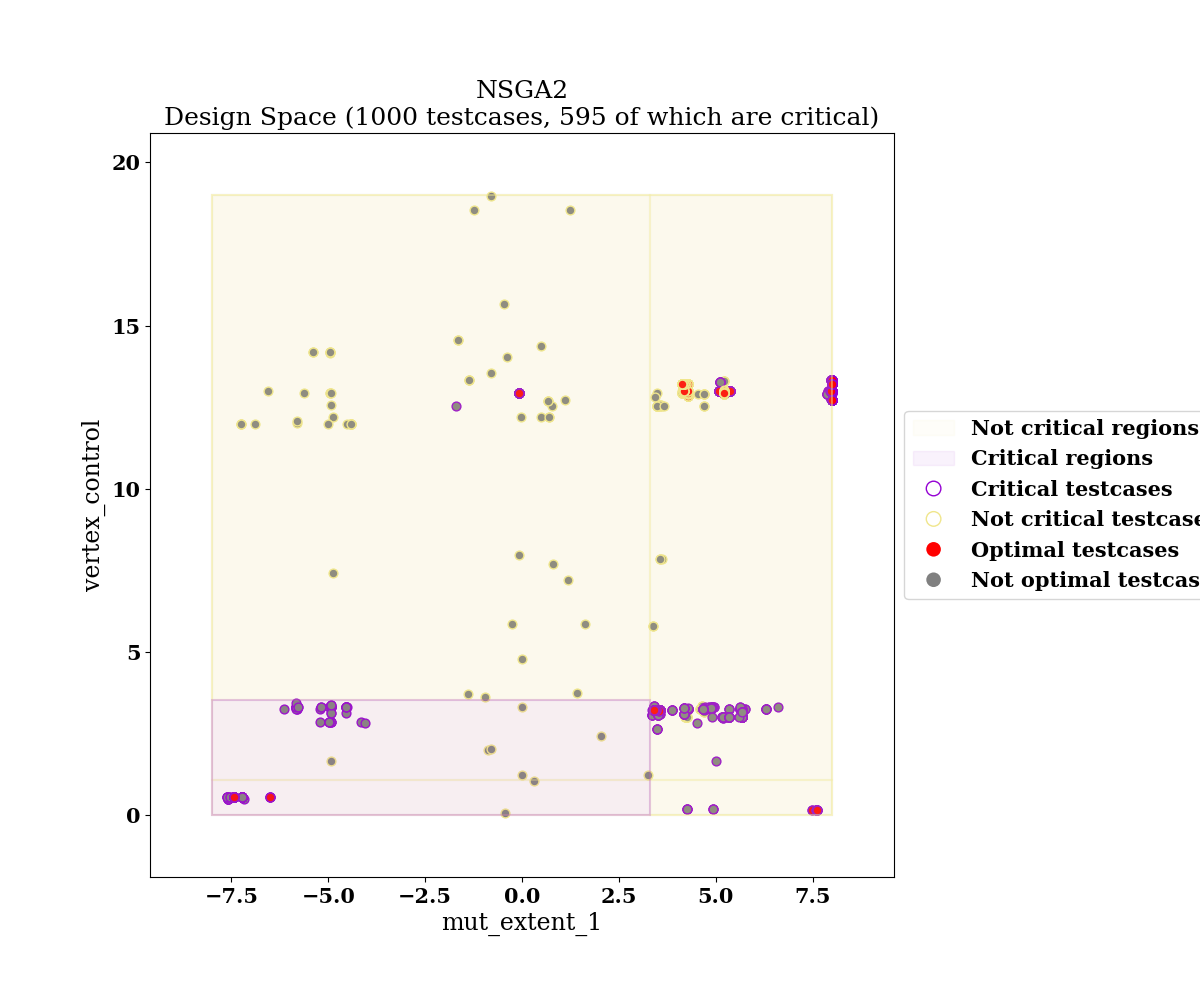 NSGA2
Design Space (1000 testcases, 595 of which are critical)
20
15
10
5
0
vertex_control
−7.5
−5.0
−2.5
0.0
2.5
5.0
7.5
mut_extent_1
Not critical regions
Critical regions
Critical testcases
Not critical testcase
Optimal testcases
Not optimal testcas